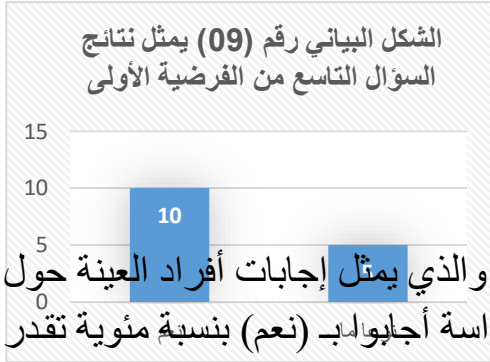 الشكل البياني رقم (09) يمثل نتائج
السؤال التاسع من الفرضية الأولى
15
10
10
5
والذي يمثل إجابات أفراد العينة حول
0
اسة أجابوا بـ (نعم) بنسبة مئوية تقدر